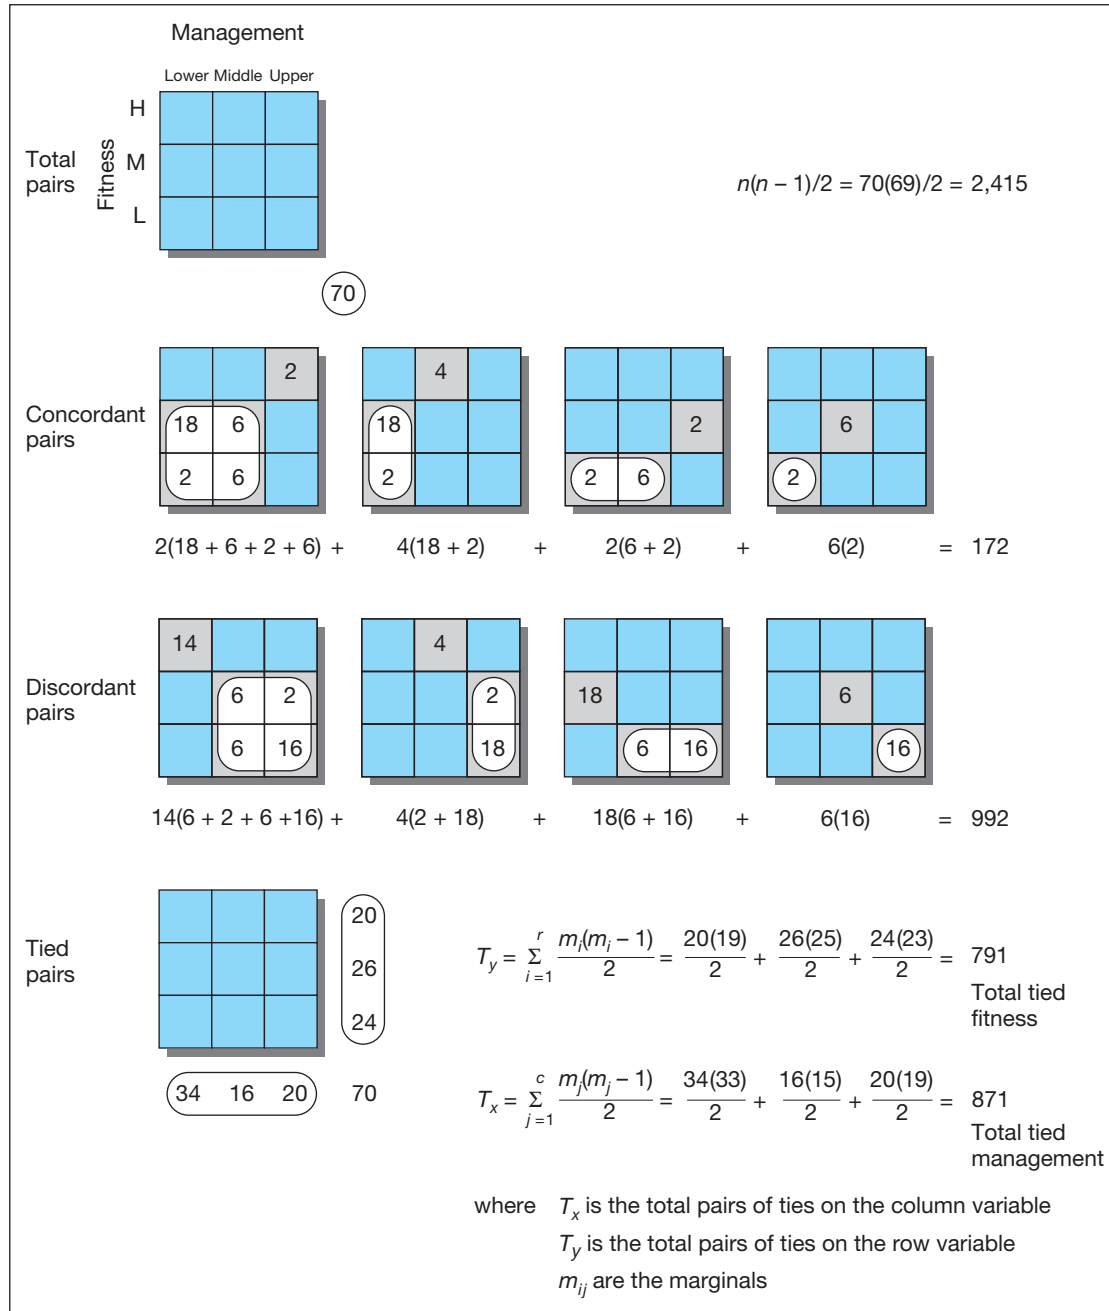 Management
Lower Middle Upper
H
Total pairs
Fitness
M
L
n(n − 1)/2 = 70(69)/2 = 2,415
70
Concordant pairs
2
18 6
2 6
4
18
2
2
2 6
6
2
2(18 + 6 + 2 + 6) + 4(18 + 2) + 2(6 + 2) + 6(2) = 172
Discordant pairs
14
6 2
6 16
4
2
18
18
6 16
6
16
14(6 + 2 + 6 +16) + 4(2 + 18) + 18(6 + 16) + 6(16) = 992
Tied pairs
20
26
24
34 16 20 70
T_y = Σ_{i=1}^{r} m_i(m_i − 1)/2 = 20(19)/2 + 26(25)/2 + 24(23)/2 = 791
Total tied
fitness
T_x = Σ_{j=1}^{c} m_j(m_j − 1)/2 = 34(33)/2 + 16(15)/2 + 20(19)/2 = 871
Total tied
management
where T_x is the total pairs of ties on the column variable
T_y is the total pairs of ties on the row variable
m_{ij} are the marginals